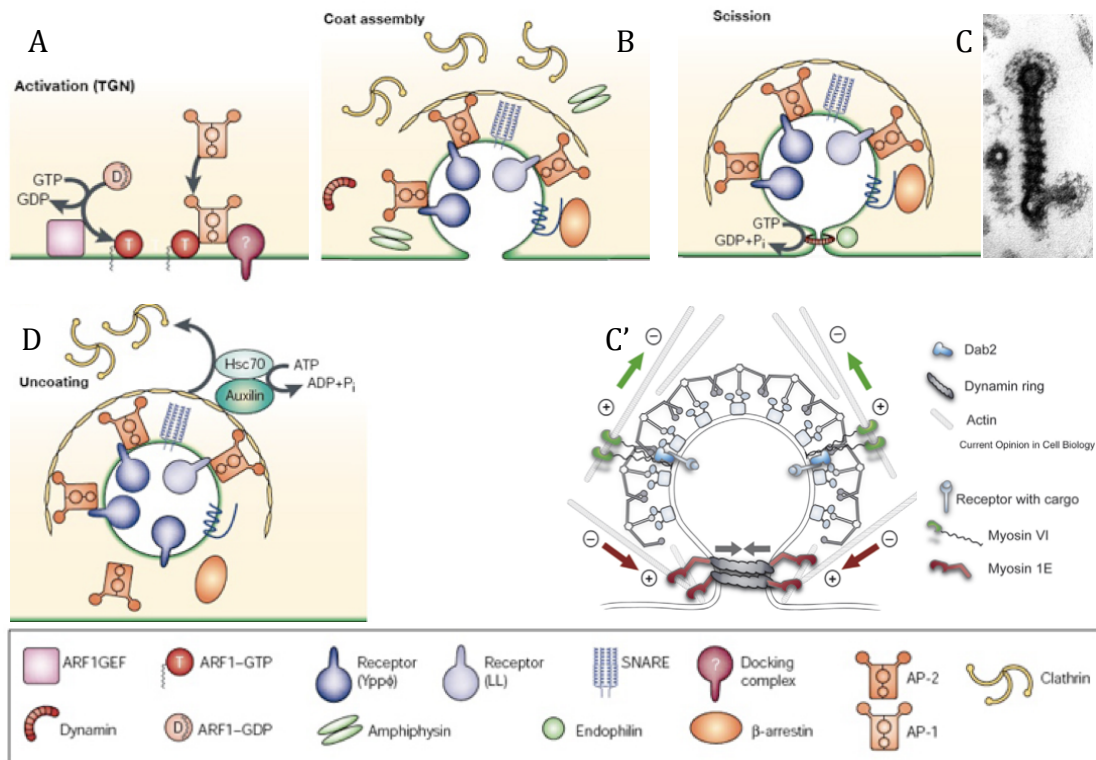 A
Activation (TGN)
GTP
GDP
D
T
T
?
Coat assembly
B
Scission
C
GTP
GDP+Pi
D
Uncoating
Hsc70
Auxilin
ATP
ADP+Pi
C’
−
−
+
+
−
−
+
+
Dab2
Dynamin ring
Actin
Current Opinion in Cell Biology
Receptor with cargo
Myosin VI
Myosin 1E
ARF1GEF
T
ARF1–GTP
Receptor
(Yppϕ)
Receptor
(LL)
SNARE
?
Docking
complex
AP-2
Clathrin
Dynamin
D
ARF1–GDP
Amphiphysin
Endophilin
β-arrestin
AP-1